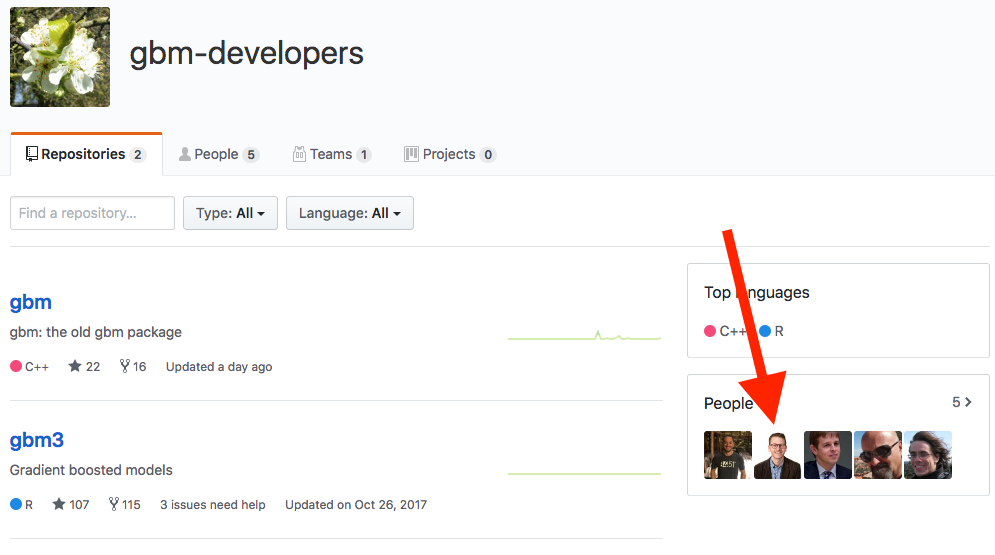 gbm-developers
Repositories 2 People 5 Teams 1 Projects 0
Find a repository... Type: All Language: All
gbm
gbm: the old gbm package
C++ 22 16 Updated a day ago
gbm3
Gradient boosted models
R 107 115 3 issues need help Updated on Oct 26, 2017
Top languages
C++ R
People 5